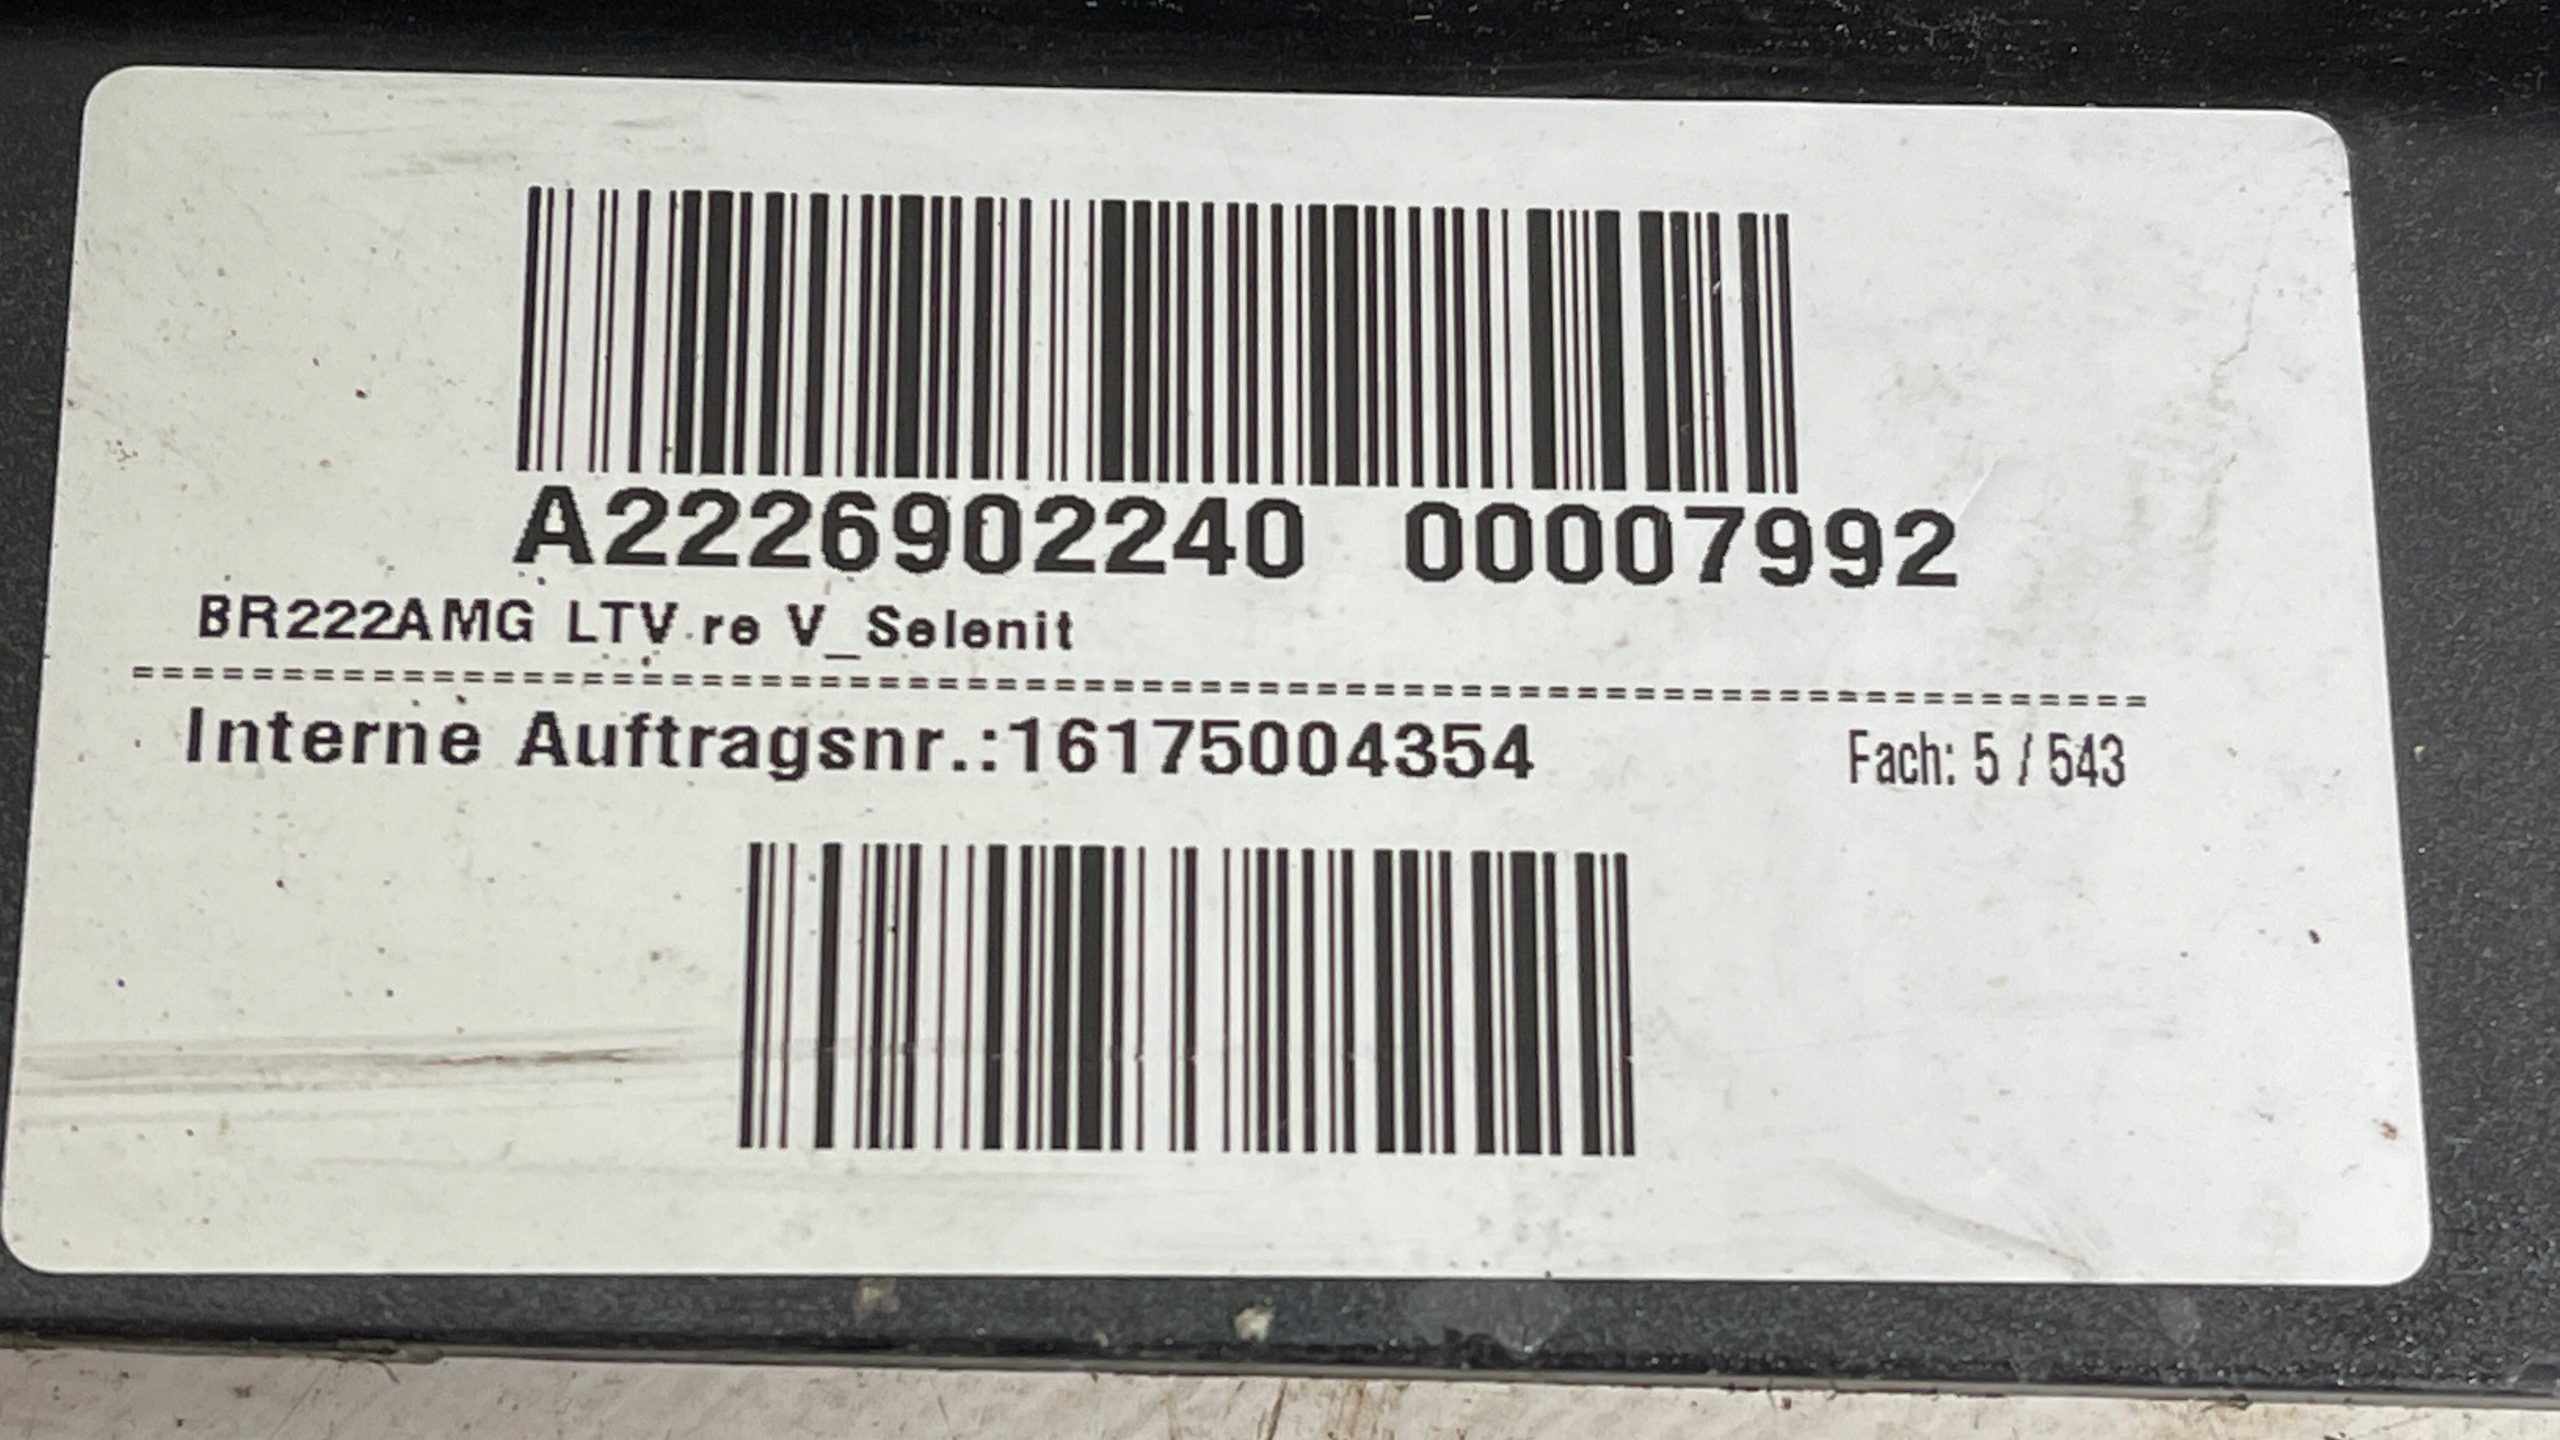 A2226902240 00007992
BR222AMG LTV re V_Selenit
=====================================================================
Interne Auftragsnr.:16175004354 Fach: 5 / 543